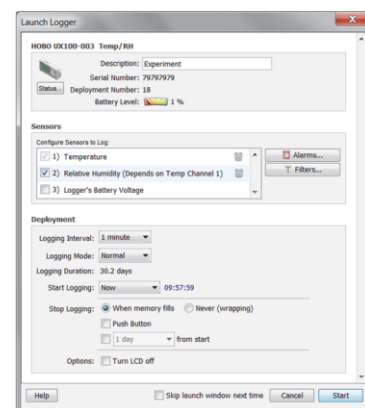 Launch Logger
HOBO UX100-003 Temp/RH
Description: Experiment
Serial Number: 79797979
Status... Deployment Number: 18
Battery Level: 1 %
Sensors
Configure Sensors to Log:
1) Temperature
Alarms...
2) Relative Humidity (Depends on Temp Channel 1)
Filters...
3) Logger's Battery Voltage
Deployment
Logging Interval: 1 minute
Logging Mode: Normal
Logging Duration: 30.2 days
Start Logging: Now 09:57:59
Stop Logging: When memory fills Never (wrapping)
Push Button
1 day from start
Options: Turn LCD off
Help Skip launch window next time Cancel Start